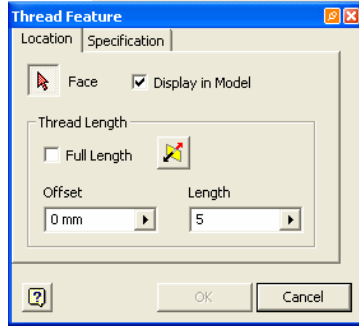 Thread Feature
Location Specification
Face Display in Model
Thread Length
Full Length
Offset Length
0 mm 5
OK Cancel